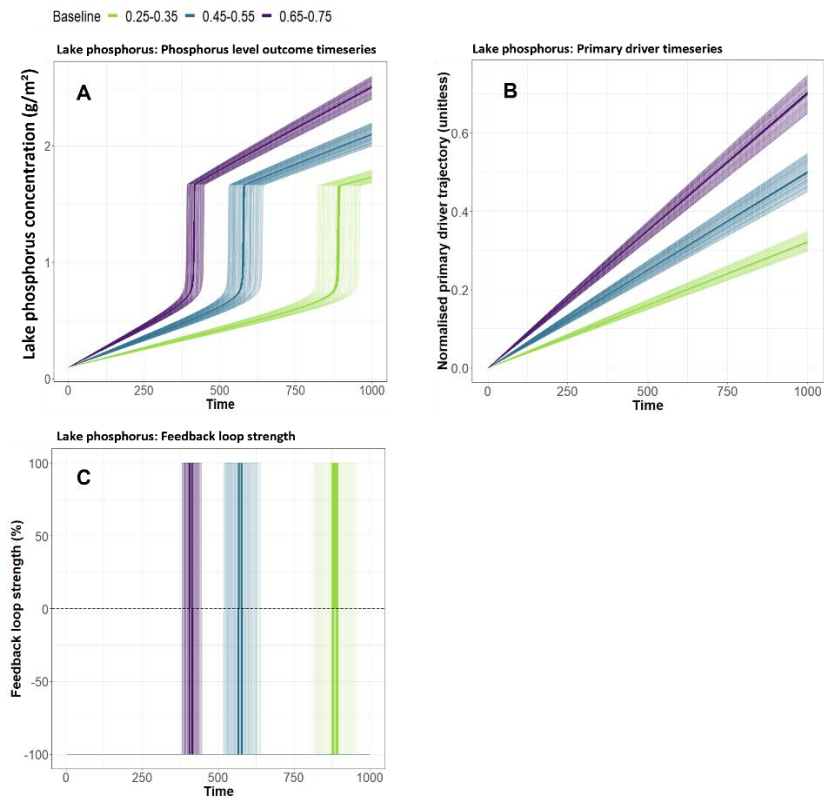 Baseline 0.25-0.35 0.45-0.55 0.65-0.75
Lake phosphorus: Phosphorus level outcome timeseries
A
Lake phosphorus concentration (g/m²)
2
1
0
0 250 500 750 1000
Time
Lake phosphorus: Primary driver timeseries
B
Normalised primary driver trajectory (unitless)
0.6
0.4
0.2
0.0
0 250 500 750 1000
Time
Lake phosphorus: Feedback loop strength
C
Feedback loop strength (%)
100
50
0
-50
-100
0 250 500 750 1000
Time